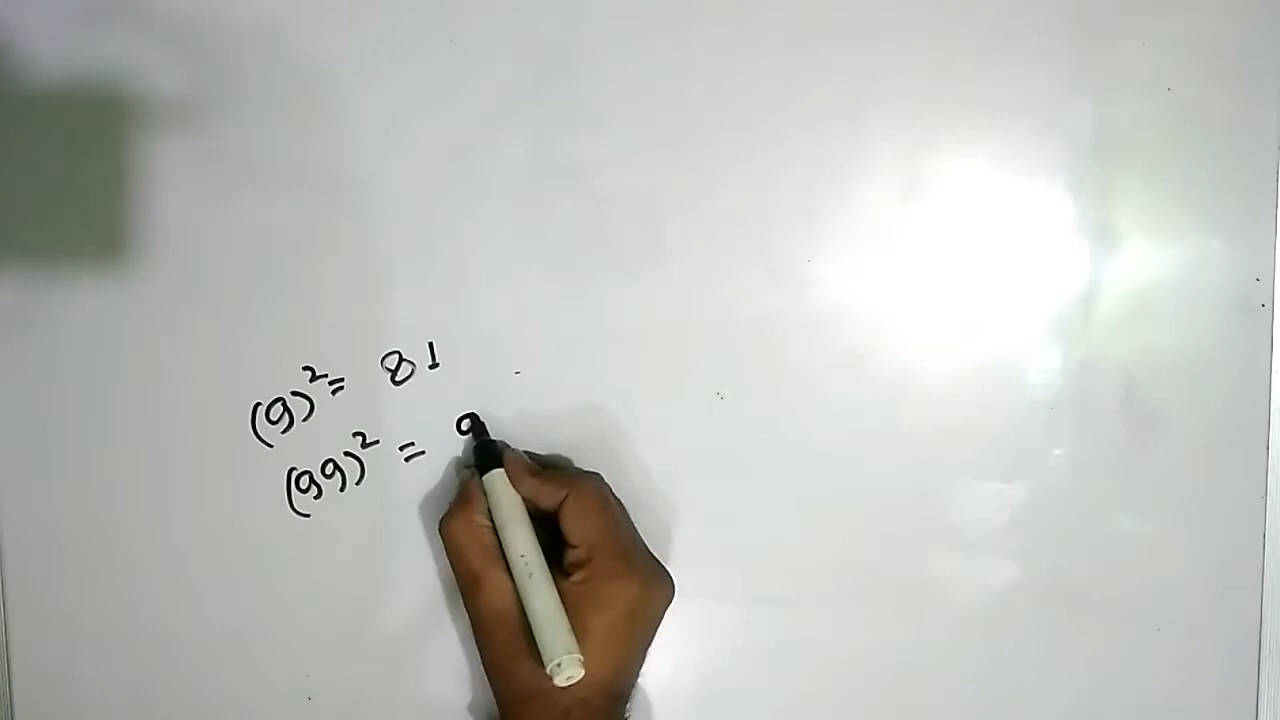 (9)² = 81
(99)² = 9